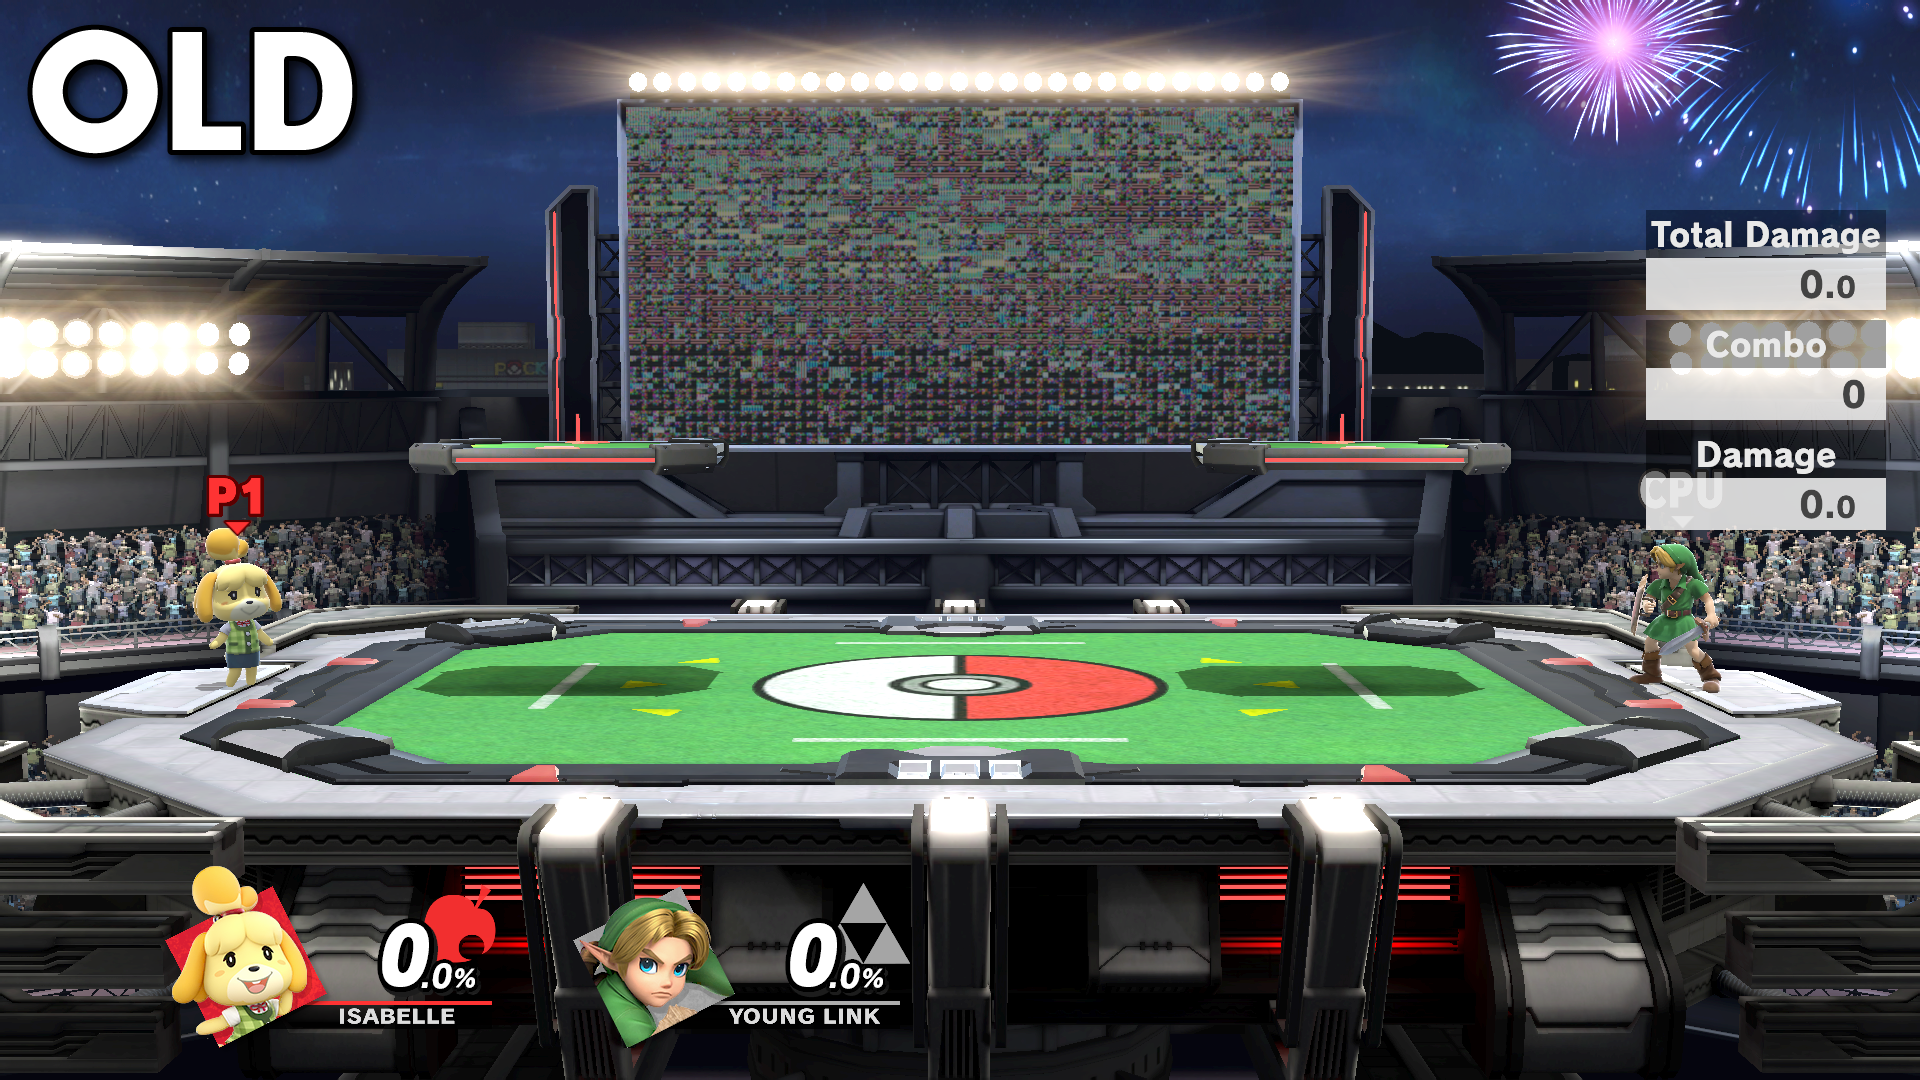 OLD
Total Damage
0.0
Combo
0
Damage
0.0
CPU
P1
0.0%
ISABELLE
0.0%
YOUNG LINK